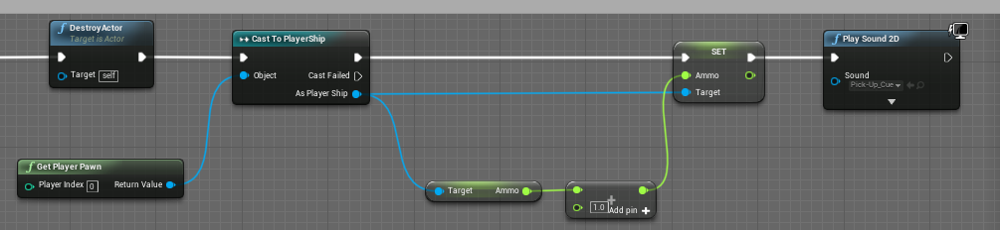 DestroyActor
Target is Actor
Target self
Cast To PlayerShip
Object Cast Failed
As Player Ship
SET
Ammo
Target
Play Sound 2D
Sound
Pick-Up_Cue
Get Player Pawn
Player Index 0 Return Value
Target Ammo
1.0 Add pin